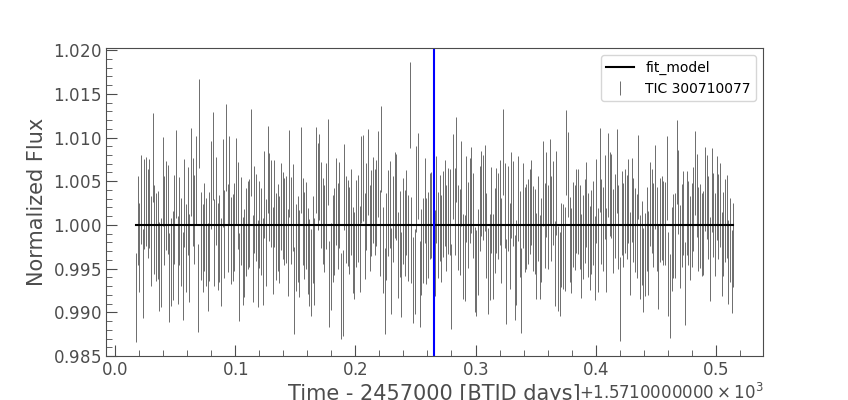 1.020
1.015
1.010
1.005
1.000
0.995
0.990
0.985
Normalized Flux
fit_model
TIC 300710077
0.0 0.1 0.2 0.3 0.4 0.5
Time - 2457000 [BTJD days]
+1.5710000000 × 10³